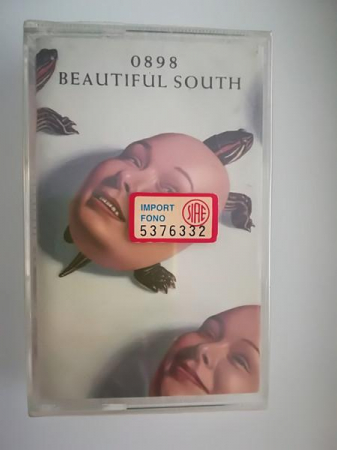 0898
BEAUTIFUL SOUTH
IMPORT
FONO
SIAE
5376332